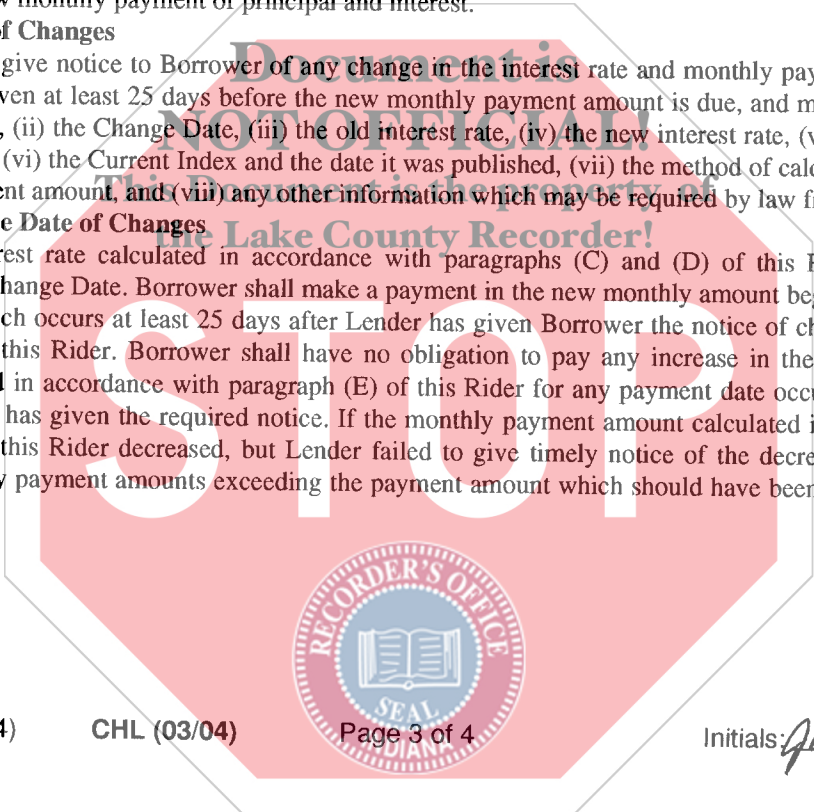 w monthly payment of principal and interest.
of Changes
give notice to Borrower of any change in the interest rate and monthly pay
ven at least 25 days before the new monthly payment amount is due, and m
, (ii) the Change Date, (iii) the old interest rate, (iv) the new interest rate, (v
(vi) the Current Index and the date it was published, (vii) the method of calc
ent amount, and (viii) any other information which may be required by law f
e Date of Changes
rest rate calculated in accordance with paragraphs (C) and (D) of this R
hange Date. Borrower shall make a payment in the new monthly amount be
ch occurs at least 25 days after Lender has given Borrower the notice of ch
this Rider. Borrower shall have no obligation to pay any increase in the
d in accordance with paragraph (E) of this Rider for any payment date occu
has given the required notice. If the monthly payment amount calculated i
this Rider decreased, but Lender failed to give timely notice of the decre
y payment amounts exceeding the payment amount which should have been
Document is
NOT OFFICIAL!
This Document is the property of
the Lake County Recorder!
STOP
RECORDER'S OFFICE
SEAL
INDIANA
4) CHL (03/04) Page 3 of 4 Initials: